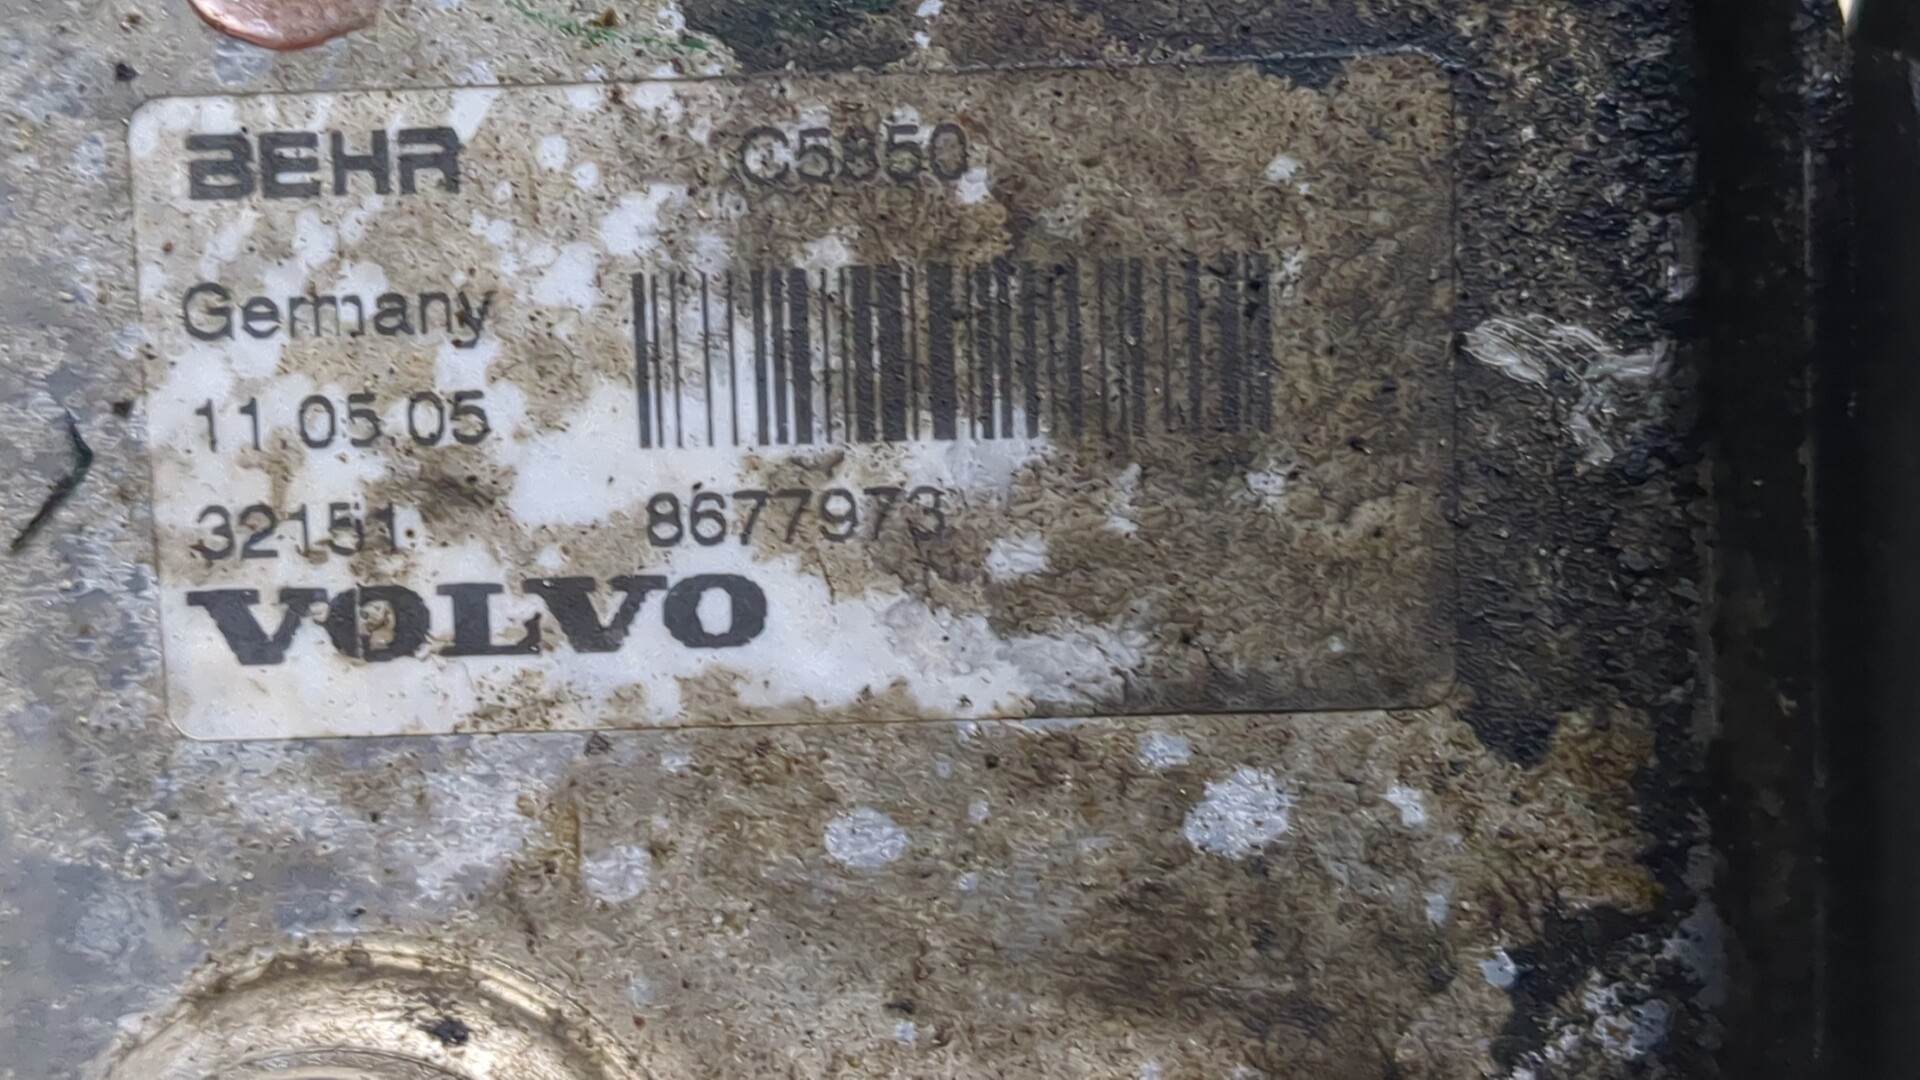 BEHR C5850
Germany
11.05.05
32151 8677973
VOLVO